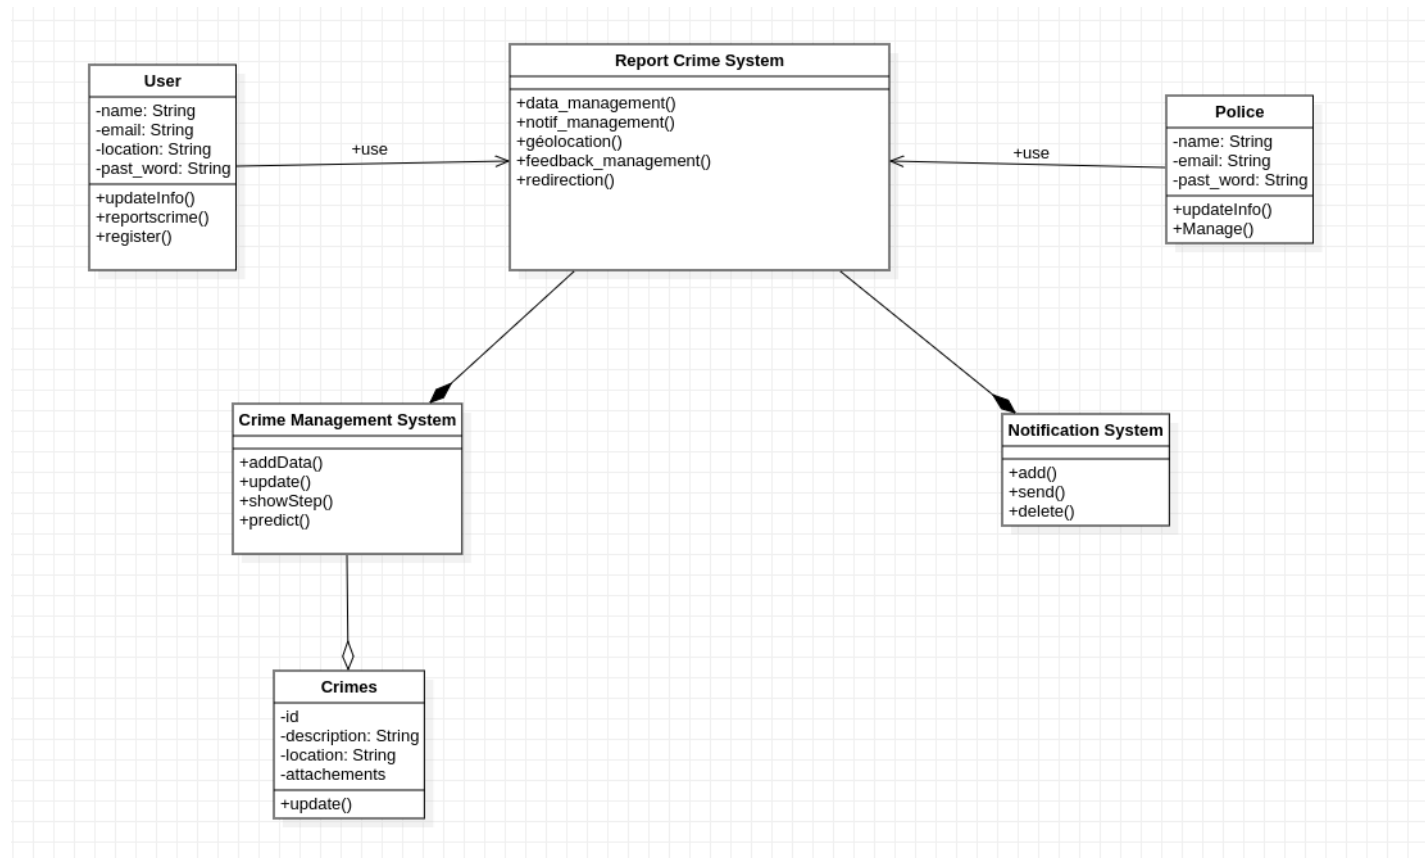 User
-name: String
-email: String
-location: String
-past_word: String
+updateInfo()
+reportscrime()
+register()
+use
Report Crime System
+data_management()
+notif_management()
+géolocation()
+feedback_management()
+redirection()
+use
Police
-name: String
-email: String
-past_word: String
+updateInfo()
+Manage()
Crime Management System
+addData()
+update()
+showStep()
+predict()
Notification System
+add()
+send()
+delete()
Crimes
-id
-description: String
-location: String
-attachements
+update()